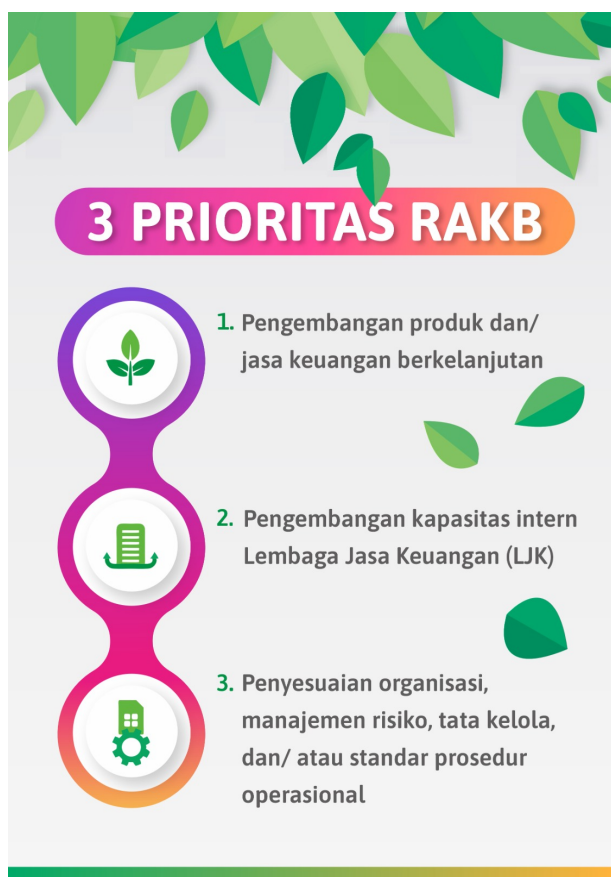 3 PRIORITAS RAKB
1. Pengembangan produk dan/
jasa keuangan berkelanjutan
2. Pengembangan kapasitas intern
Lembaga Jasa Keuangan (LJK)
3. Penyesuaian organisasi,
manajemen risiko, tata kelola,
dan/ atau standar prosedur
operasional